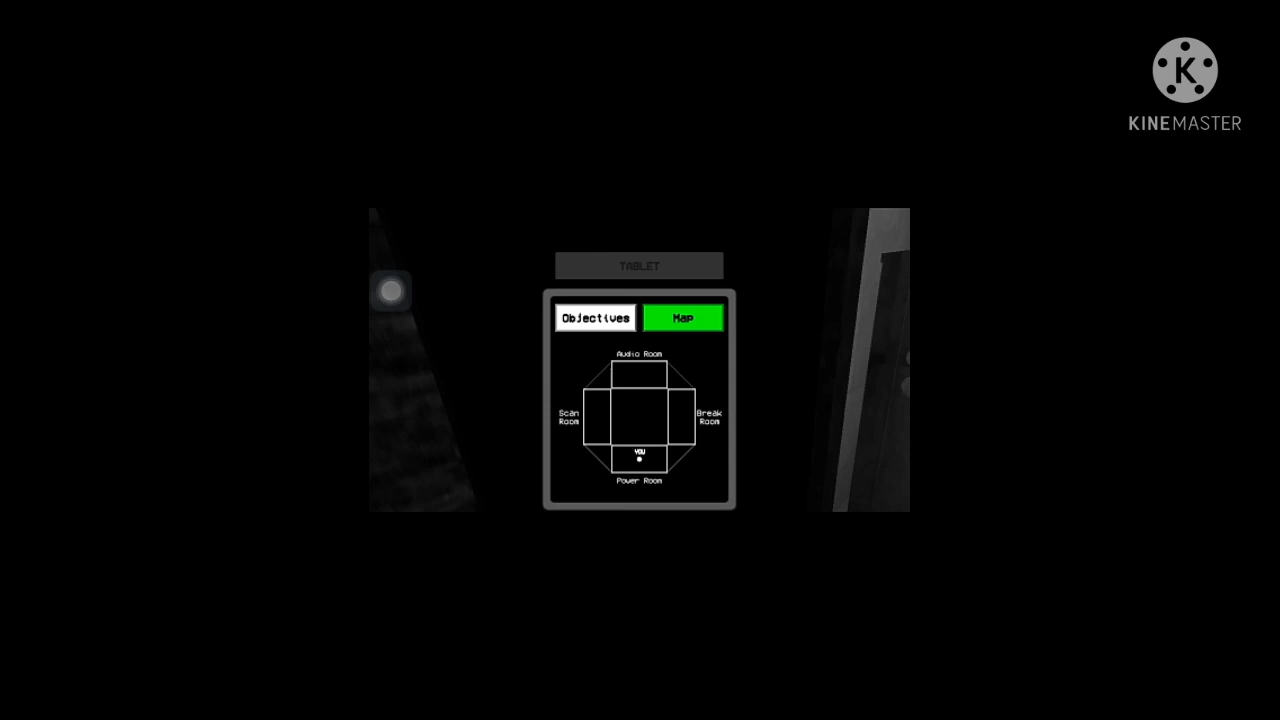 K
KINEMASTER
TABLET
Objectives Map
Audio Room
Scan
Room
Break
Room
YOU
Power Room